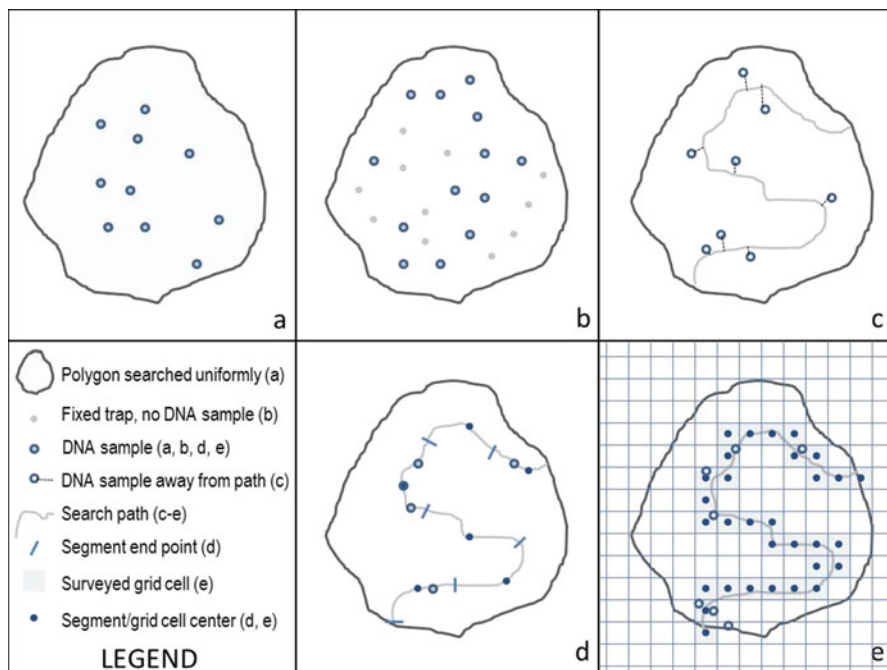 a
b
c
Polygon searched uniformly (a)
Fixed trap, no DNA sample (b)
DNA sample (a, b, d, e)
DNA sample away from path (c)
Search path (c-e)
Segment end point (d)
Surveyed grid cell (e)
Segment/grid cell center (d, e)
LEGEND
d
e